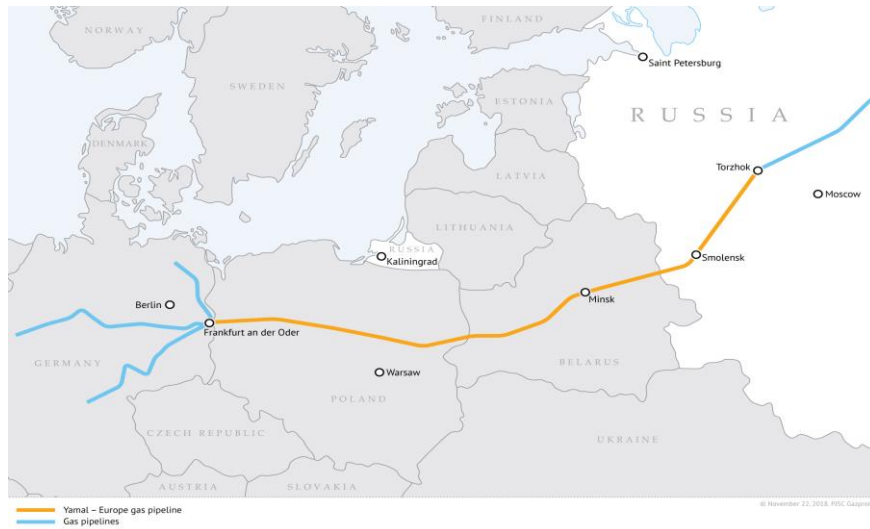 NORWAY
FINLAND
Saint Petersburg
SWEDEN
ESTONIA
RUSSIA
DENMARK
Torzhok
LATVIA
Moscow
LITHUANIA
RUSSIA
Kaliningrad
Smolensk
Berlin
Minsk
Frankfurt an der Oder
GERMANY
BELARUS
Warsaw
POLAND
CZECH REPUBLIC
UKRAINE
AUSTRIA
SLOVAKIA
Yamal – Europe gas pipeline
Gas pipelines
© November 22, 2018. PJSC Gazprom